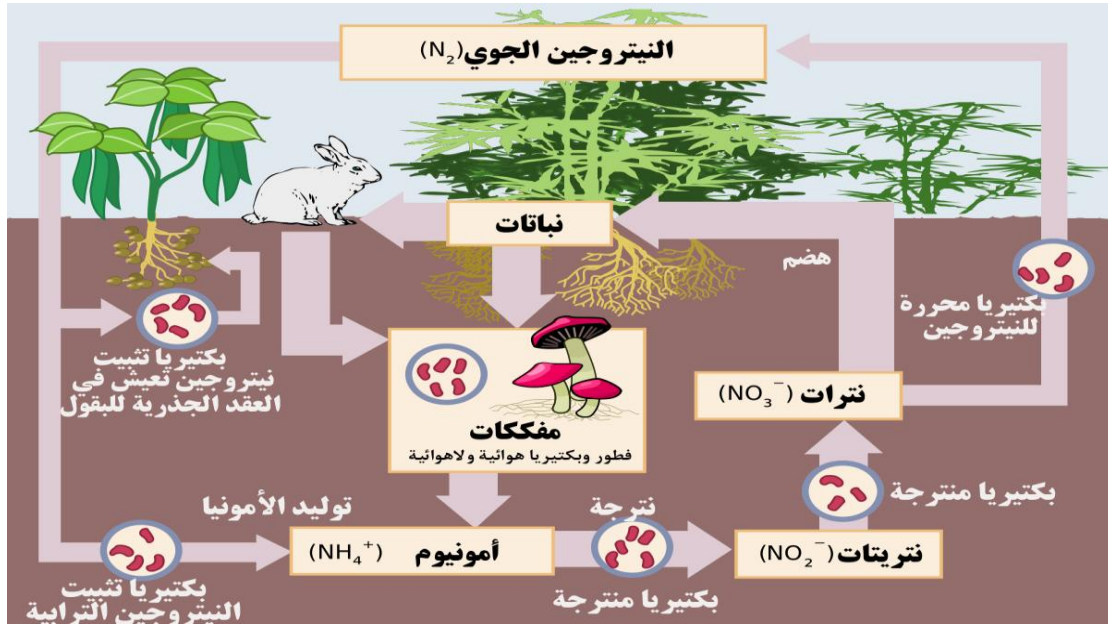 النيتروجين الجوي (N₂)
نباتات
هضم
بكتيريا محررة
للنيتروجين
بكتيريا تثبيت
نيتروجين تعيش في
العقد الجذرية للبقول
نترات (NO₃⁻)
مفككات
فطور وبكتيريا هوائية ولاهوائية
بكتيريا منترجة
توليد الأمونيا
نترجة
أمونيوم (NH₄⁺)
نتريتات (NO₂⁻)
بكتيريا تثبيت
النيتروجين الترابية
بكتيريا منترجة